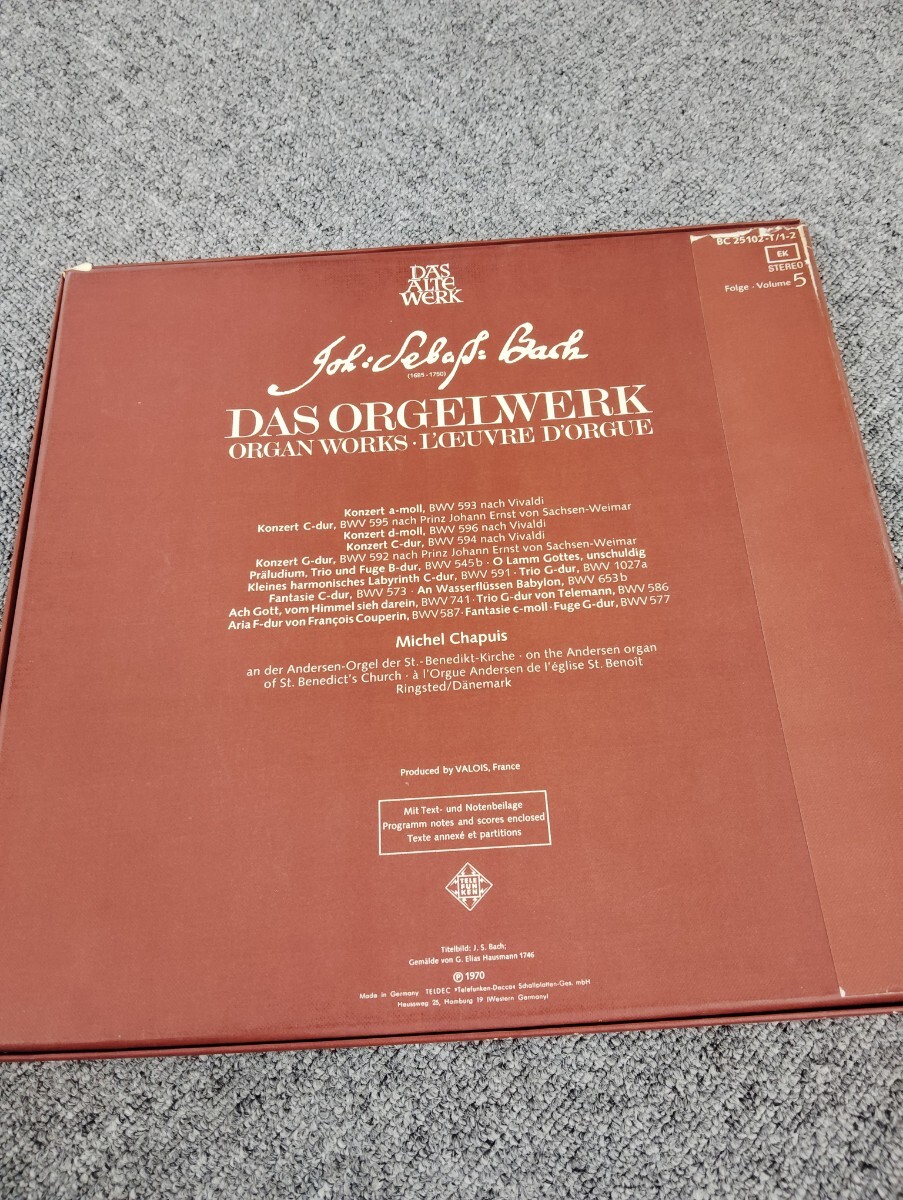 BC 25102-T/1-2
EK
STEREO
Folge · Volume 5
DAS
ALTE
WERK
Joh: Sebast: Bach
(1685-1750)
DAS ORGELWERK
ORGAN WORKS · L'ŒUVRE D'ORGUE
Konzert a-moll, BWV 593 nach Vivaldi
Konzert C-dur, BWV 595 nach Prinz Johann Ernst von Sachsen-Weimar
Konzert d-moll, BWV 596 nach Vivaldi
Konzert C-dur, BWV 594 nach Vivaldi
Konzert G-dur, BWV 592 nach Prinz Johann Ernst von Sachsen-Weimar
Präludium, Trio und Fuge B-dur, BWV 545b · O Lamm Gottes, unschuldig
Kleines harmonisches Labyrinth C-dur, BWV 591 · Trio G-dur, BWV 1027a
Fantasie C-dur, BWV 573 · An Wasserflüssen Babylon, BWV 653b
Ach Gott, vom Himmel sieh darein, BWV 741 · Trio G-dur von Telemann, BWV 586
Aria F-dur von François Couperin, BWV 587 · Fantasie c-moll · Fuge G-dur, BWV 577
Michel Chapuis
an der Andersen-Orgel der St.-Benedikt-Kirche · on the Andersen organ
of St. Benedict's Church · à l'Orgue Andersen de l'église St. Benoît
Ringsted/Dänemark
Produced by VALOIS, France
Mit Text- und Notenbeilage
Programm notes and scores enclosed
Texte annexé et partitions
TELE
FUN
KEN
Titelbild: J. S. Bach;
Gemälde von G. Elias Hausmann 1746
℗ 1970
Made in Germany TELDEC »Telefunken-Decca« Schallplatten-Ges. mbH
Heussweg 25, Hamburg 19 (Western Germany)